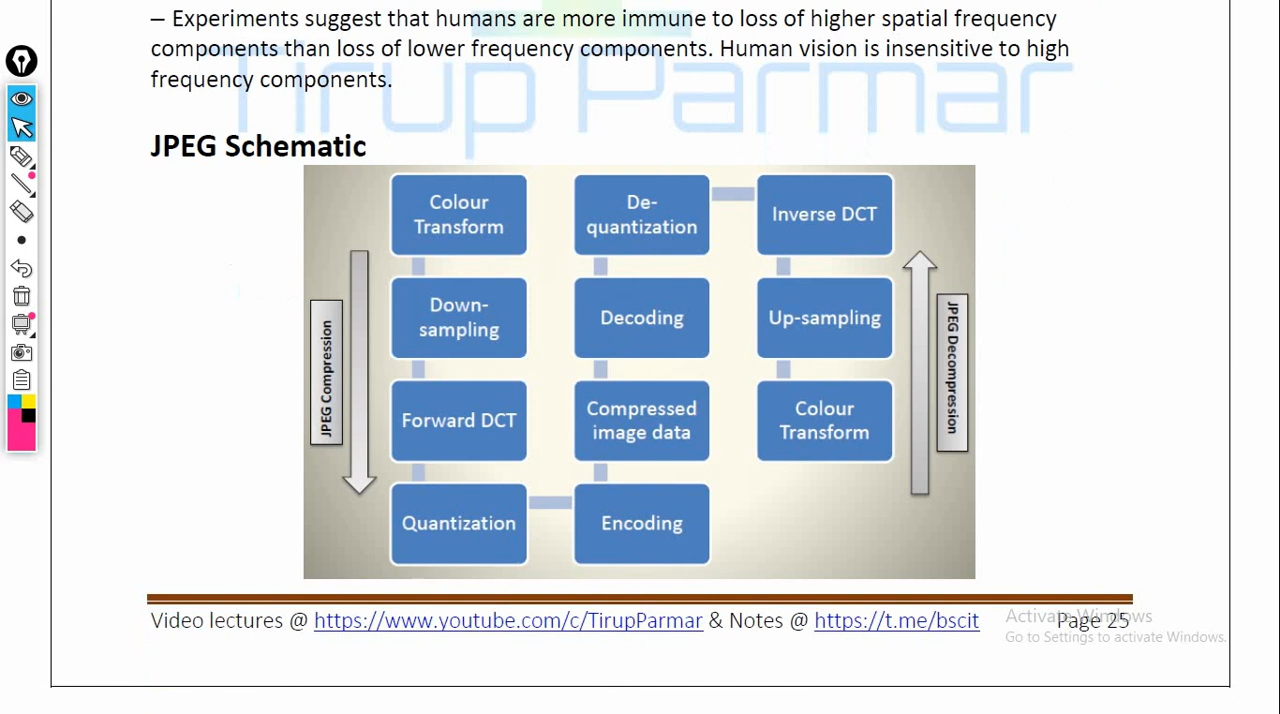 – Experiments suggest that humans are more immune to loss of higher spatial frequency
components than loss of lower frequency components. Human vision is insensitive to high
frequency components.
Tirup Parmar
JPEG Schematic
JPEG Compression
Colour
Transform
Down-
sampling
Forward DCT
Quantization
De-
quantization
Decoding
Compressed
image data
Encoding
Inverse DCT
Up-sampling
Colour
Transform
JPEG Decompression
Video lectures @ https://www.youtube.com/c/TirupParmar & Notes @ https://t.me/bscit Page 25
Activate Windows
Go to Settings to activate Windows.